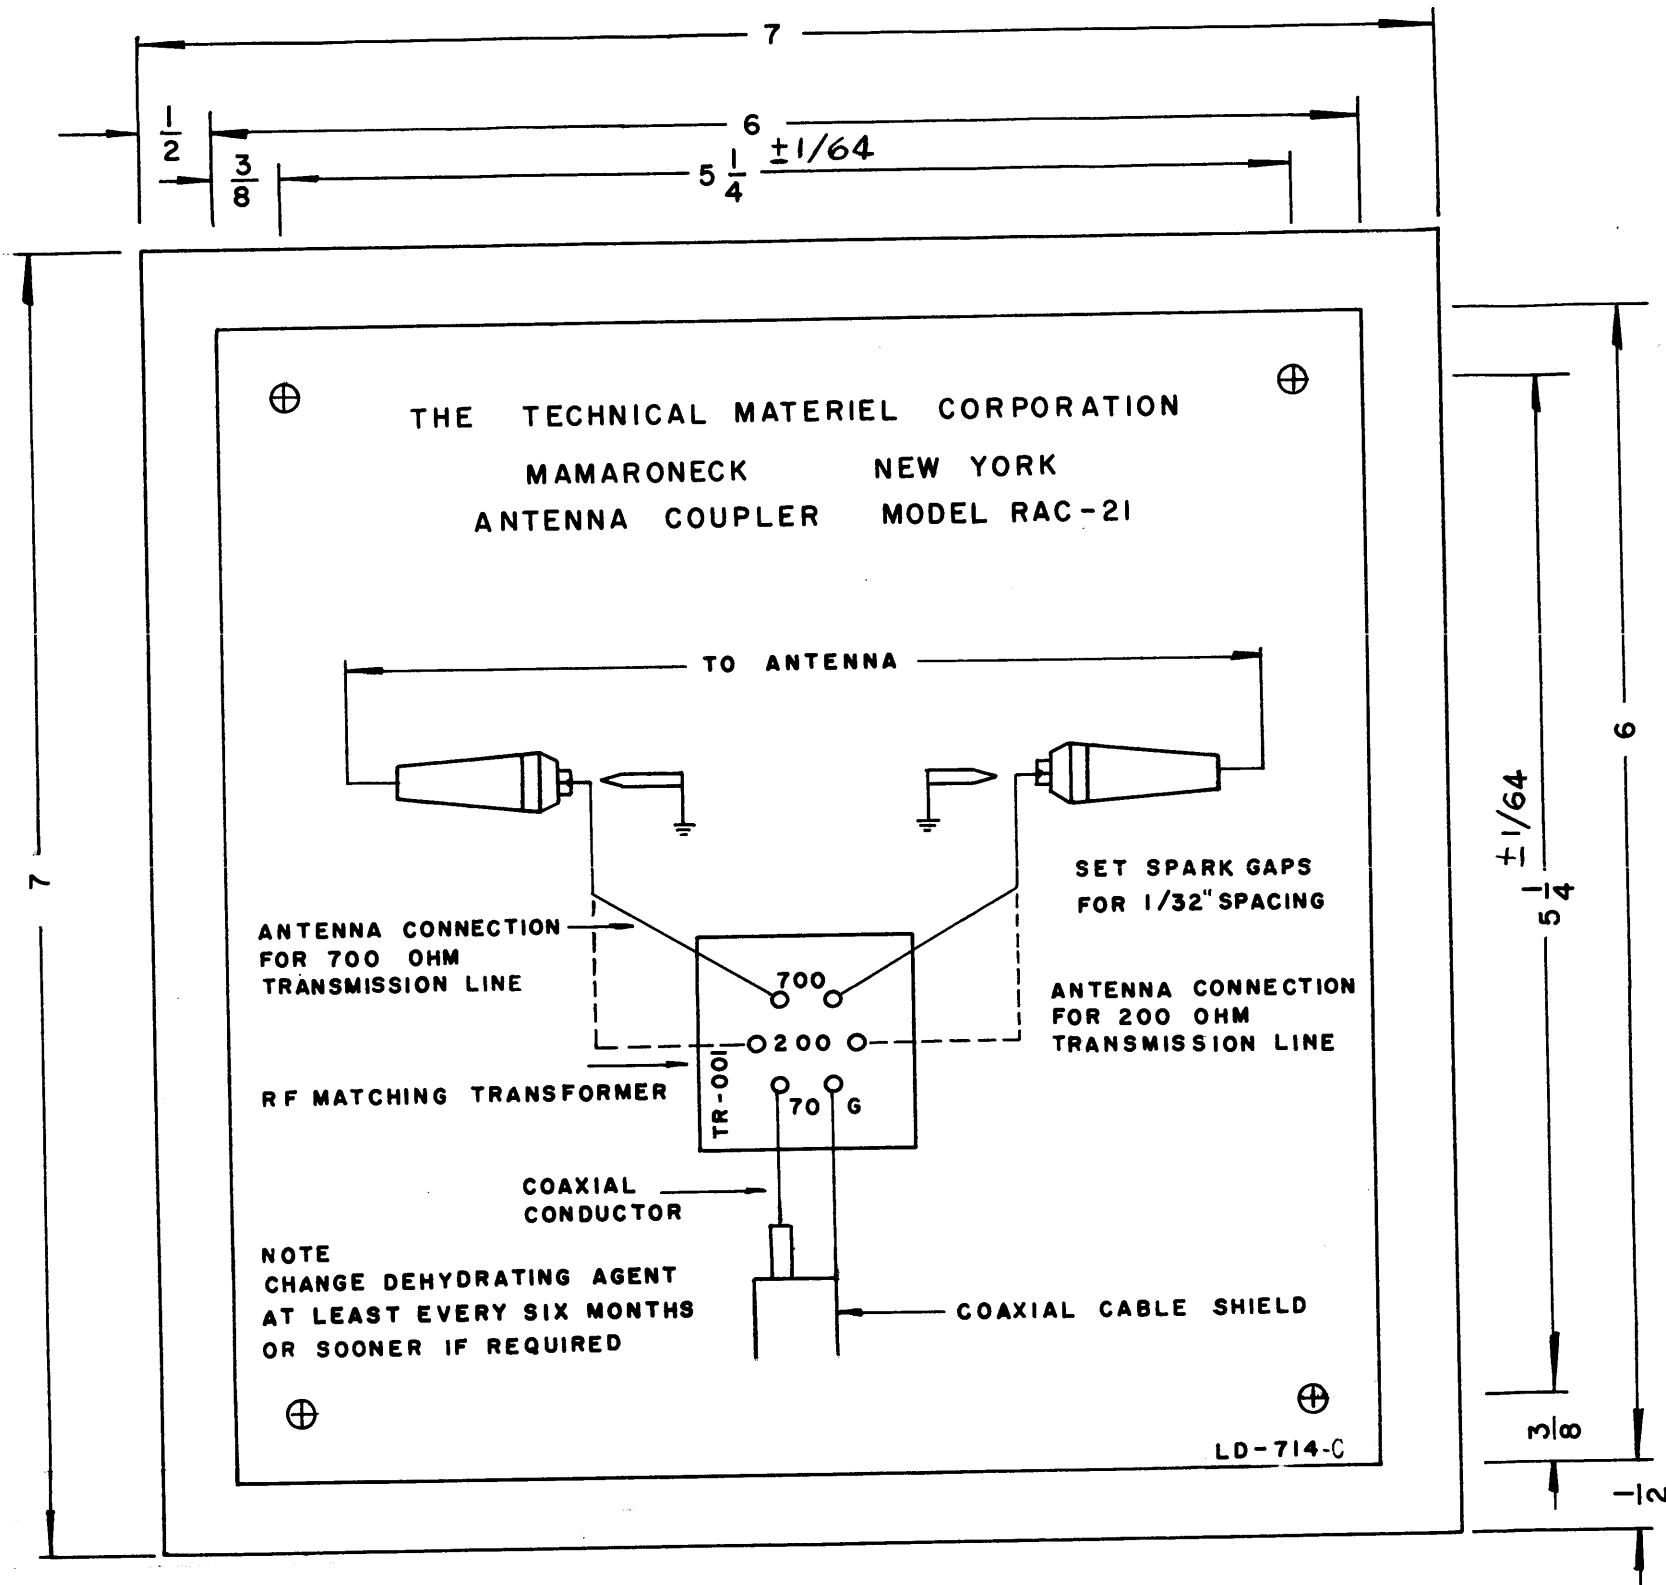 7
1/2
6
3/8
5 1/4 ±1/64
THE TECHNICAL MATERIEL CORPORATION
MAMARONECK NEW YORK
ANTENNA COUPLER MODEL RAC-21
TO ANTENNA
7
6
5 1/4 ±1/64
SET SPARK GAPS
FOR 1/32" SPACING
ANTENNA CONNECTION
FOR 700 OHM
TRANSMISSION LINE
700
200
70 G
TR-001
ANTENNA CONNECTION
FOR 200 OHM
TRANSMISSION LINE
RF MATCHING TRANSFORMER
COAXIAL
CONDUCTOR
NOTE
CHANGE DEHYDRATING AGENT
AT LEAST EVERY SIX MONTHS
OR SOONER IF REQUIRED
COAXIAL CABLE SHIELD
3/8
LD-714-C
1/2